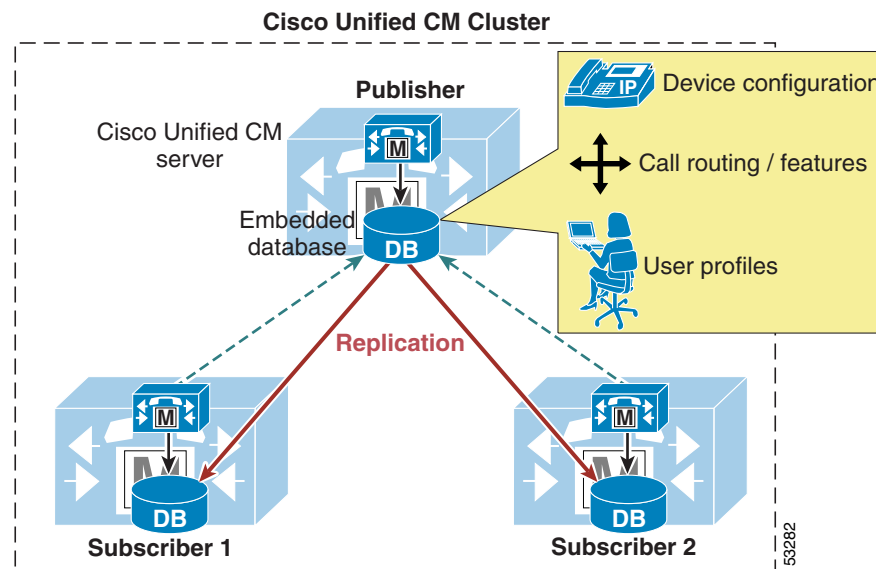 Cisco Unified CM Cluster
Publisher
Cisco Unified CM
server
M
Embedded
database
DB
IP
Device configuration
Call routing / features
User profiles
Replication
M
M
DB
DB
Subscriber 1
Subscriber 2
53282